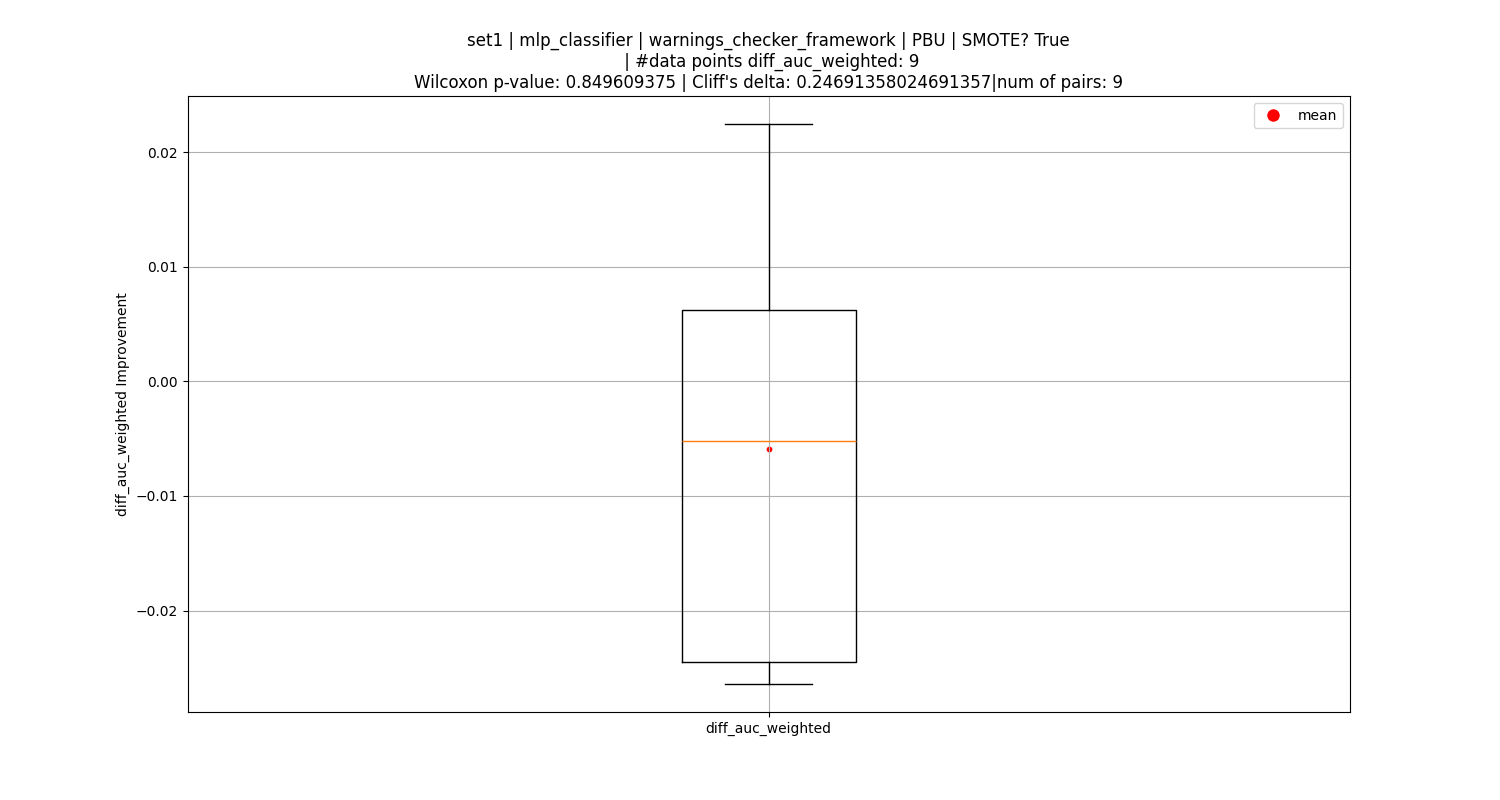 set1 | mlp_classifier | warnings_checker_framework | PBU | SMOTE? True
| #data points diff_auc_weighted: 9
Wilcoxon p-value: 0.849609375 | Cliff's delta: 0.24691358024691357|num of pairs: 9
mean
0.02
0.01
0.00
−0.01
−0.02
diff_auc_weighted Improvement
diff_auc_weighted